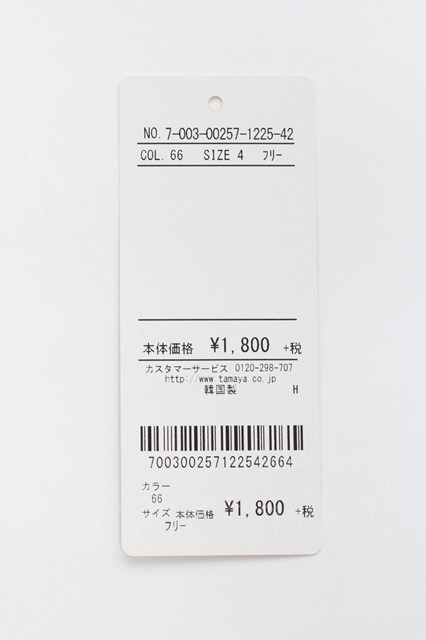 NO. 7-003-00257-1225-42
COL. 66 SIZE 4 フリー
本体価格 ¥1,800 +税
カスタマーサービス 0120-298-707
http://www.tamaya.co.jp
韓国製 H
700300257122542664
カラー
66
サイズ 本体価格 ¥1,800 +税
フリー